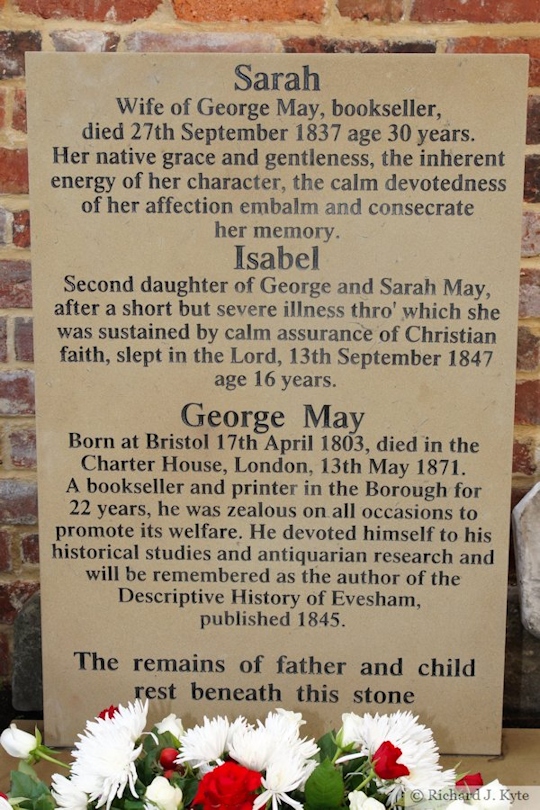 Sarah
Wife of George May, bookseller,
died 27th September 1837 age 30 years.
Her native grace and gentleness, the inherent
energy of her character, the calm devotedness
of her affection embalm and consecrate
her memory.
Isabel
Second daughter of George and Sarah May,
after a short but severe illness thro' which she
was sustained by calm assurance of Christian
faith, slept in the Lord, 13th September 1847
age 16 years.
George May
Born at Bristol 17th April 1803, died in the
Charter House, London, 13th May 1871.
A bookseller and printer in the Borough for
22 years, he was zealous on all occasions to
promote its welfare. He devoted himself to his
historical studies and antiquarian research and
will be remembered as the author of the
Descriptive History of Evesham,
published 1845.
The remains of father and child
rest beneath this stone
© Richard J. Kyte